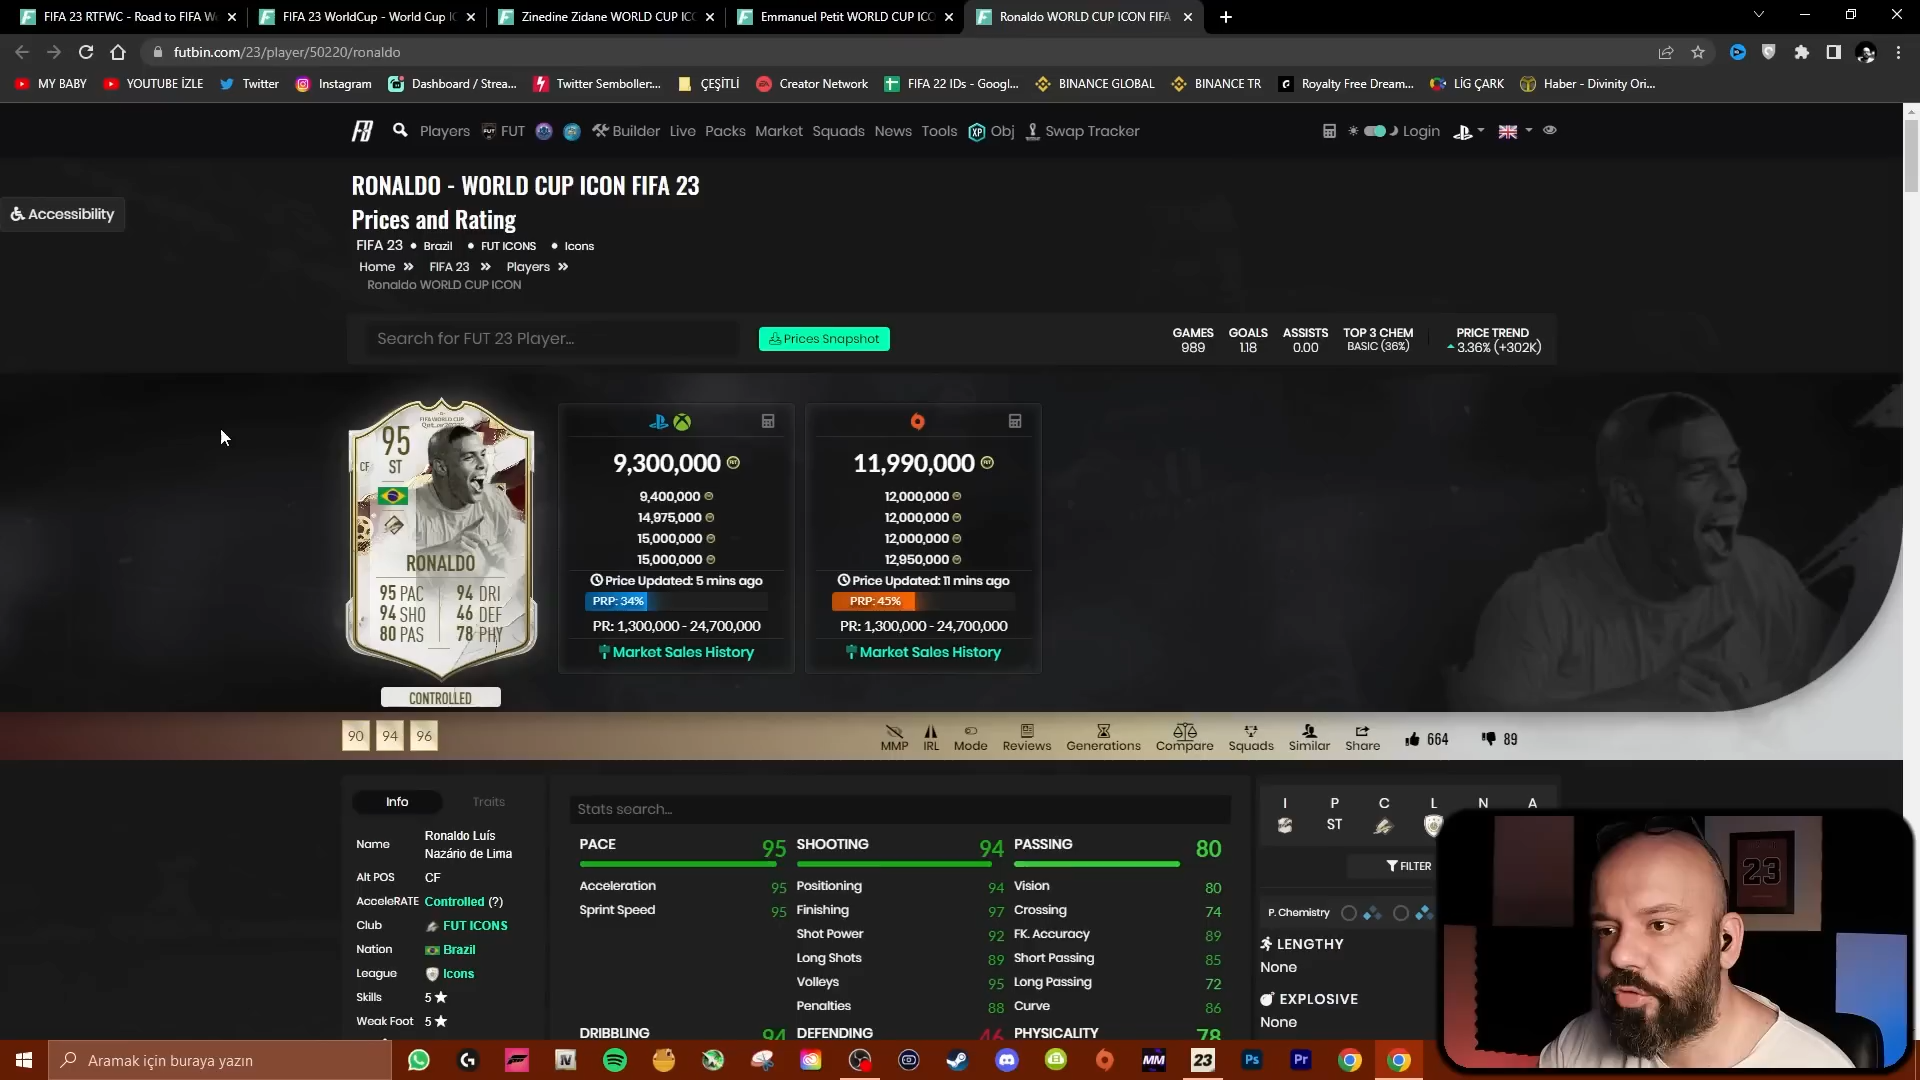 FIFA 23 RTFWC - Road to FIFA W
FIFA 23 WorldCup - World Cup IC
Zinedine Zidane WORLD CUP ICO
Emmanuel Petit WORLD CUP ICO
Ronaldo WORLD CUP ICON FIFA
futbin.com/23/player/50220/ronaldo
MY BABY
YOUTUBE İZLE
Twitter
Instagram
Dashboard / Strea...
Twitter Semboller:...
ÇEŞİTLİ
Creator Network
FIFA 22 IDs - Googl...
BINANCE GLOBAL
BINANCE TR
Royalty Free Dream...
LİG ÇARK
Haber - Divinity Ori...
Players
FUT
Builder
Live
Packs
Market
Squads
News
Tools
XP Obj
Swap Tracker
Login
Accessibility
RONALDO - WORLD CUP ICON FIFA 23
Prices and Rating
FIFA 23 • Brazil • FUT ICONS • Icons
Home » FIFA 23 » Players »
Ronaldo WORLD CUP ICON
Search for FUT 23 Player...
Prices Snapshot
GAMES 989
GOALS 1.18
ASSISTS 0.00
TOP 3 CHEM BASIC (36%)
PRICE TREND 3.36% (+302K)
95
CF ST
RONALDO
95 PAC 94 DRI
94 SHO 46 DEF
80 PAS 78 PHY
CONTROLLED
9,300,000
9,400,000
14,975,000
15,000,000
15,000,000
Price Updated: 5 mins ago
PRP: 34%
PR: 1,300,000 - 24,700,000
Market Sales History
11,990,000
12,000,000
12,000,000
12,000,000
12,950,000
Price Updated: 11 mins ago
PRP: 45%
PR: 1,300,000 - 24,700,000
Market Sales History
90 94 96
MMP
IRL
Mode
Reviews
Generations
Compare
Squads
Similar
Share
664
89
Info
Traits
Name Ronaldo Luís Nazário de Lima
Alt POS CF
AcceleRATE Controlled (?)
Club FUT ICONS
Nation Brazil
League Icons
Skills 5
Weak Foot 5
Stats search...
PACE 95
Acceleration 95
Sprint Speed 95
SHOOTING 94
Positioning 94
Finishing 97
Shot Power 92
Long Shots 89
Volleys 95
Penalties 88
PASSING 80
Vision 80
Crossing 74
FK. Accuracy 89
Short Passing 85
Long Passing 72
Curve 86
DRIBBLING 94
DEFENDING 46
PHYSICALITY 78
I P C L N A
ST
FILTER
P. Chemistry
LENGTHY
None
EXPLOSIVE
None
23
Aramak için buraya yazın
MM
23
Ps
Pr